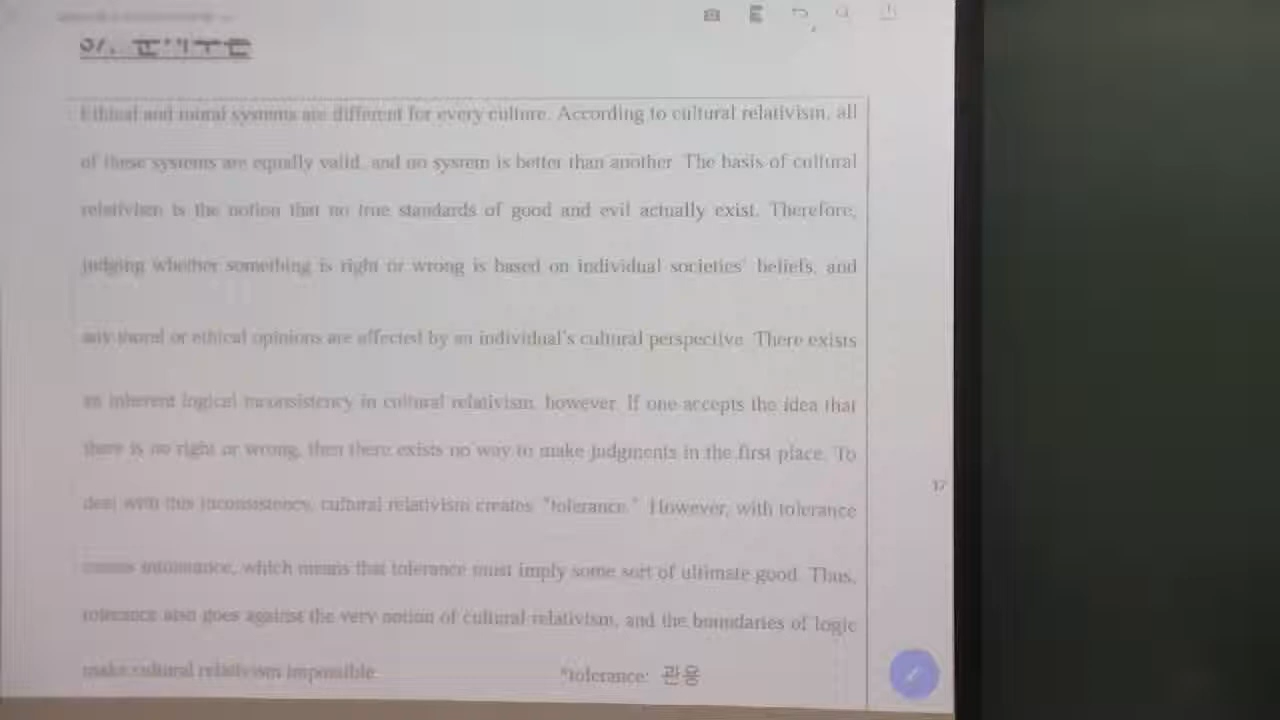 Ethical and moral systems are different for every culture. According to cultural relativism, all
of these systems are equally valid, and no system is better than another. The basis of cultural
relativism is the notion that no true standards of good and evil actually exist. Therefore,
judging whether something is right or wrong is based on individual societies' beliefs, and
any moral or ethical opinions are affected by an individual's cultural perspective. There exists
an inherent logical inconsistency in cultural relativism, however. If one accepts the idea that
there is no right or wrong, then there exists no way to make judgments in the first place. To
deal with this inconsistency, cultural relativism creates "tolerance." However, with tolerance
comes intolerance, which means that tolerance must imply some sort of ultimate good. Thus,
tolerance also goes against the very notion of cultural relativism, and the boundaries of logic
make cultural relativism impossible.
*tolerance: 관용
17